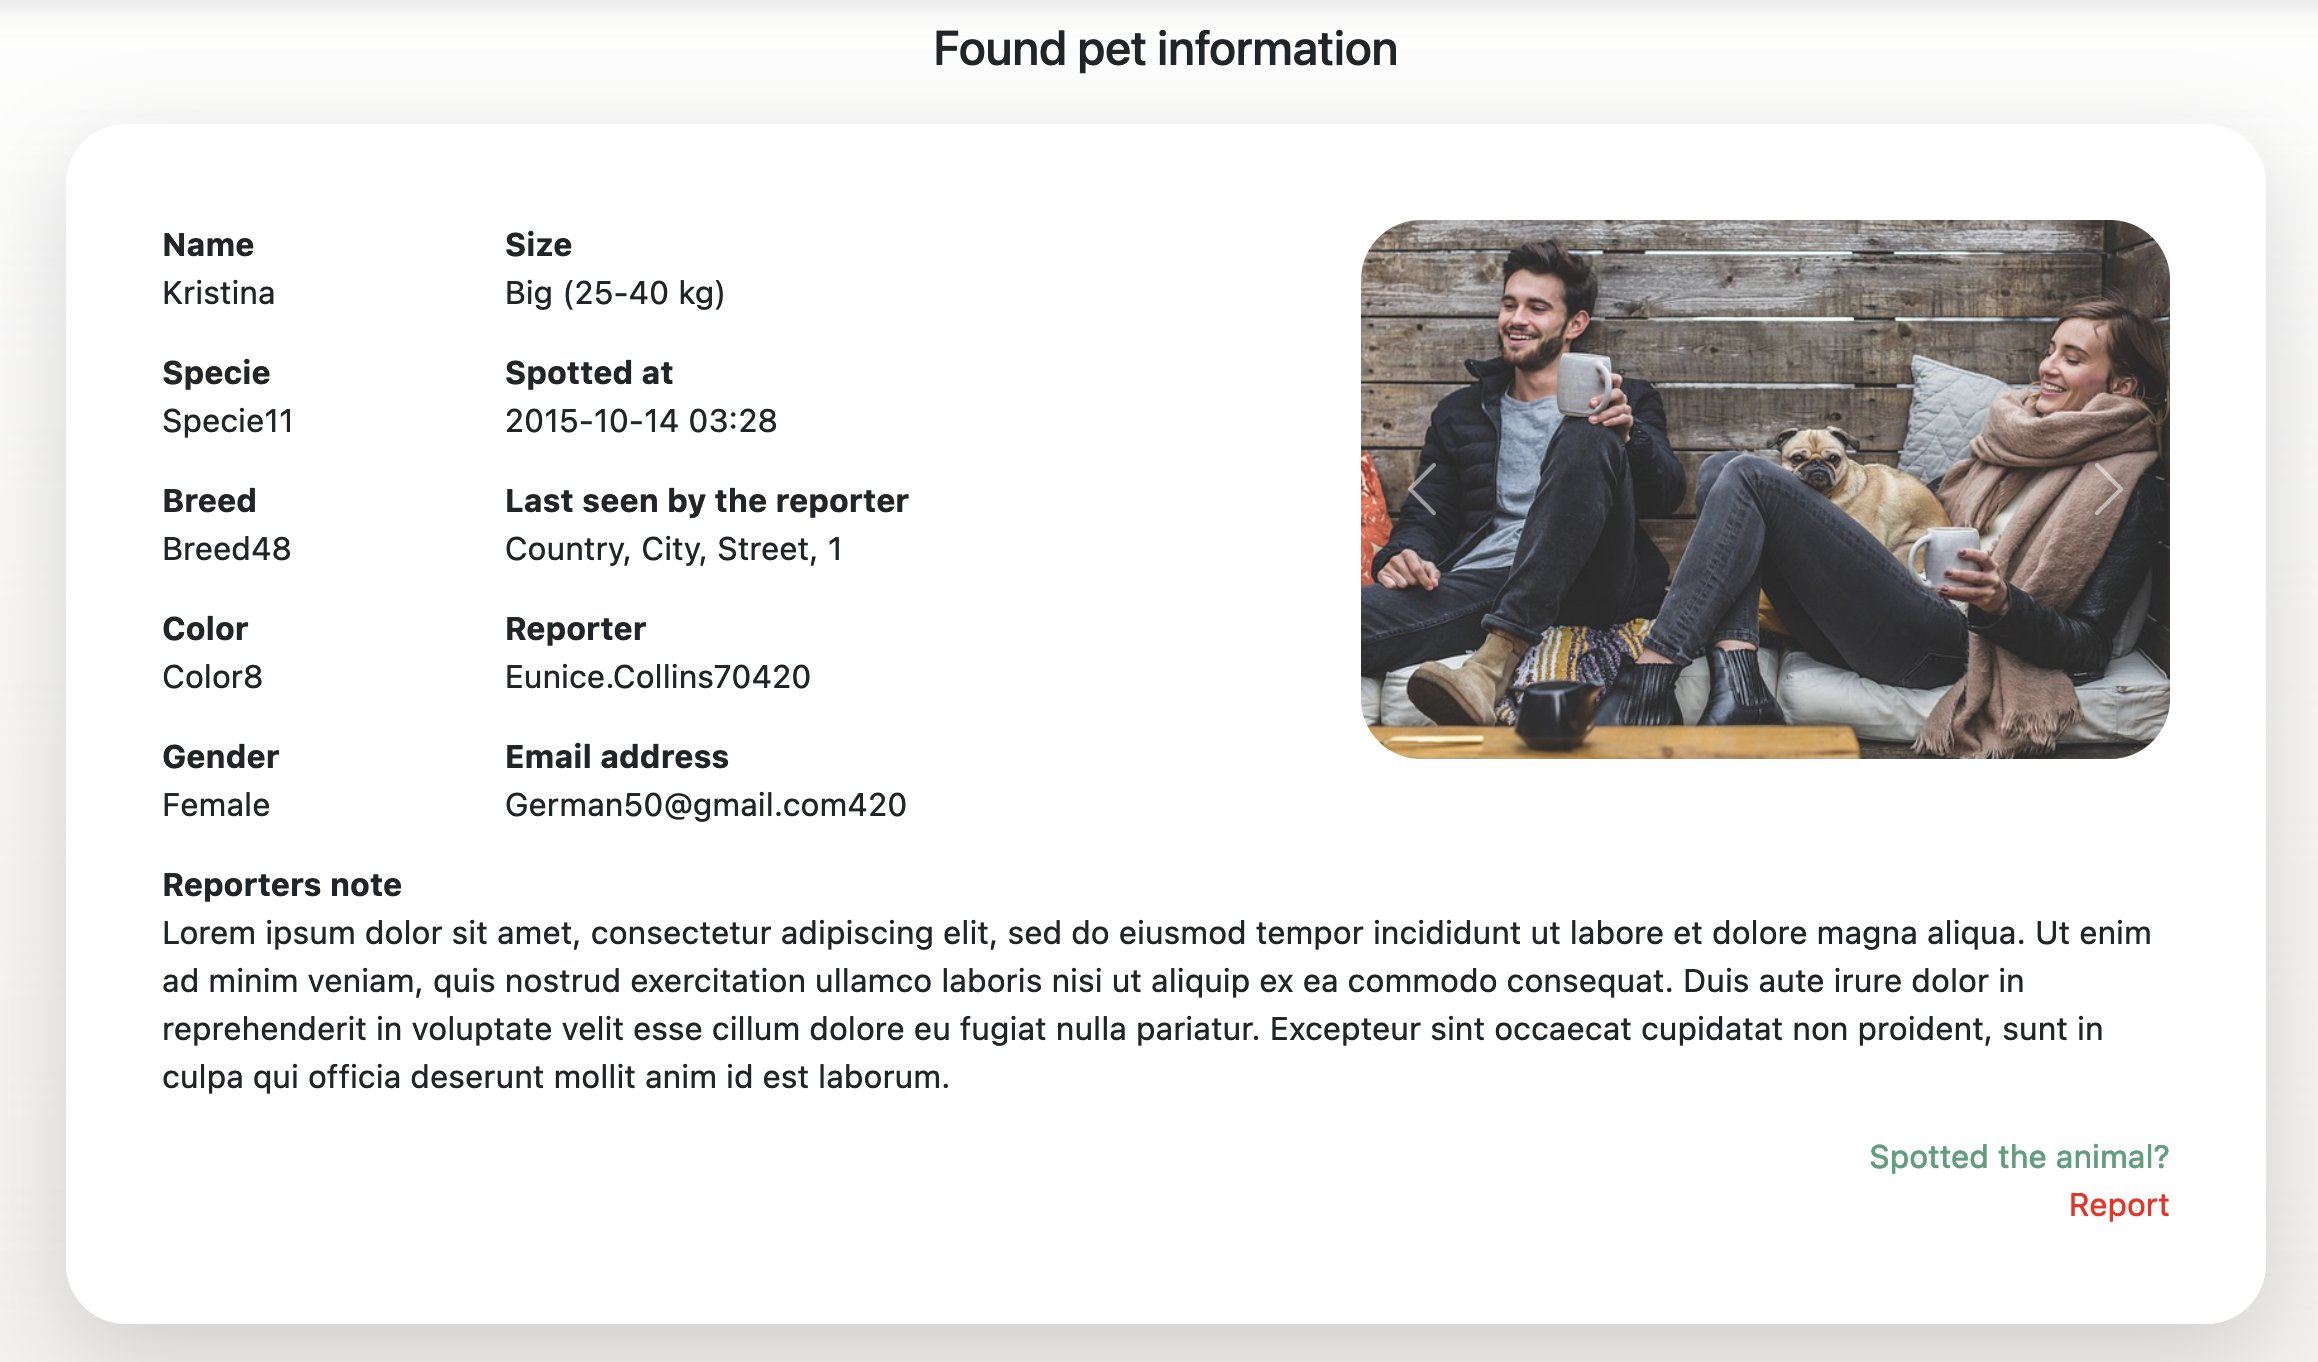 Found pet information
Name
Kristina
Size
Big (25-40 kg)
Specie
Specie11
Spotted at
2015-10-14 03:28
Breed
Breed48
Last seen by the reporter
Country, City, Street, 1
Color
Color8
Reporter
Eunice.Collins70420
Gender
Female
Email address
German50@gmail.com420
Reporters note
Lorem ipsum dolor sit amet, consectetur adipiscing elit, sed do eiusmod tempor incididunt ut labore et dolore magna aliqua. Ut enim
ad minim veniam, quis nostrud exercitation ullamco laboris nisi ut aliquip ex ea commodo consequat. Duis aute irure dolor in
reprehenderit in voluptate velit esse cillum dolore eu fugiat nulla pariatur. Excepteur sint occaecat cupidatat non proident, sunt in
culpa qui officia deserunt mollit anim id est laborum.
Spotted the animal?
Report